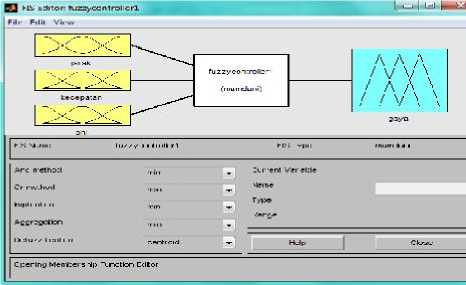 FIS Editor: fuzzycontroller1
File Edit View
jarak
kecepatan
fuzzycontroller1
(mamdani)
gaya
FIS Name: fuzzycontroller1 FIS Type: mamdani
And method min
Or method max
Implication min
Aggregation max
Defuzzification centroid
Current Variable
Name
Type
Range
Help Close
Opening Membership Function Editor